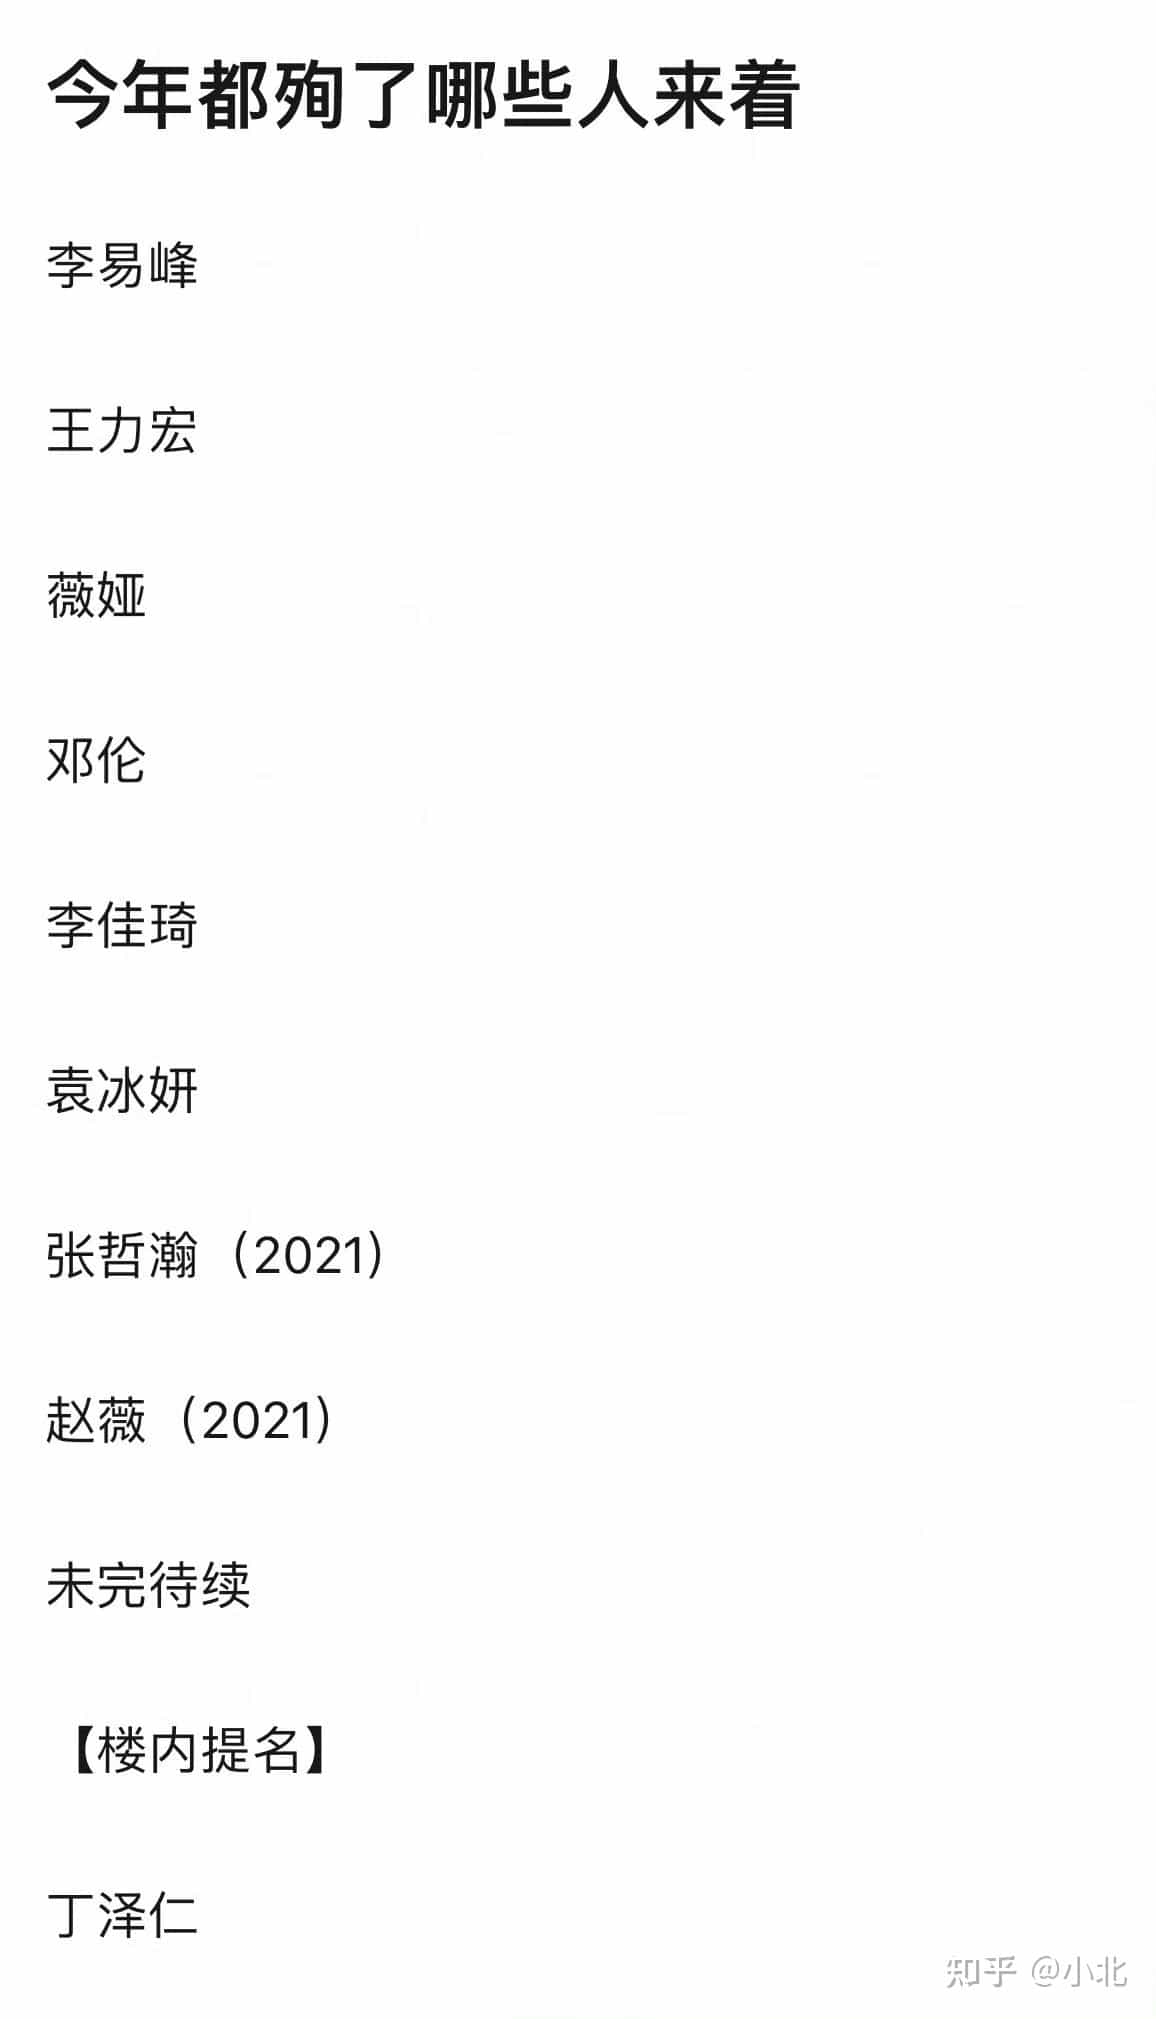 今年都殉了哪些人来着
李易峰
王力宏
薇娅
邓伦
李佳琦
袁冰妍
张哲瀚（2021）
赵薇（2021）
未完待续
【楼内提名】
丁泽仁
知乎 @小北